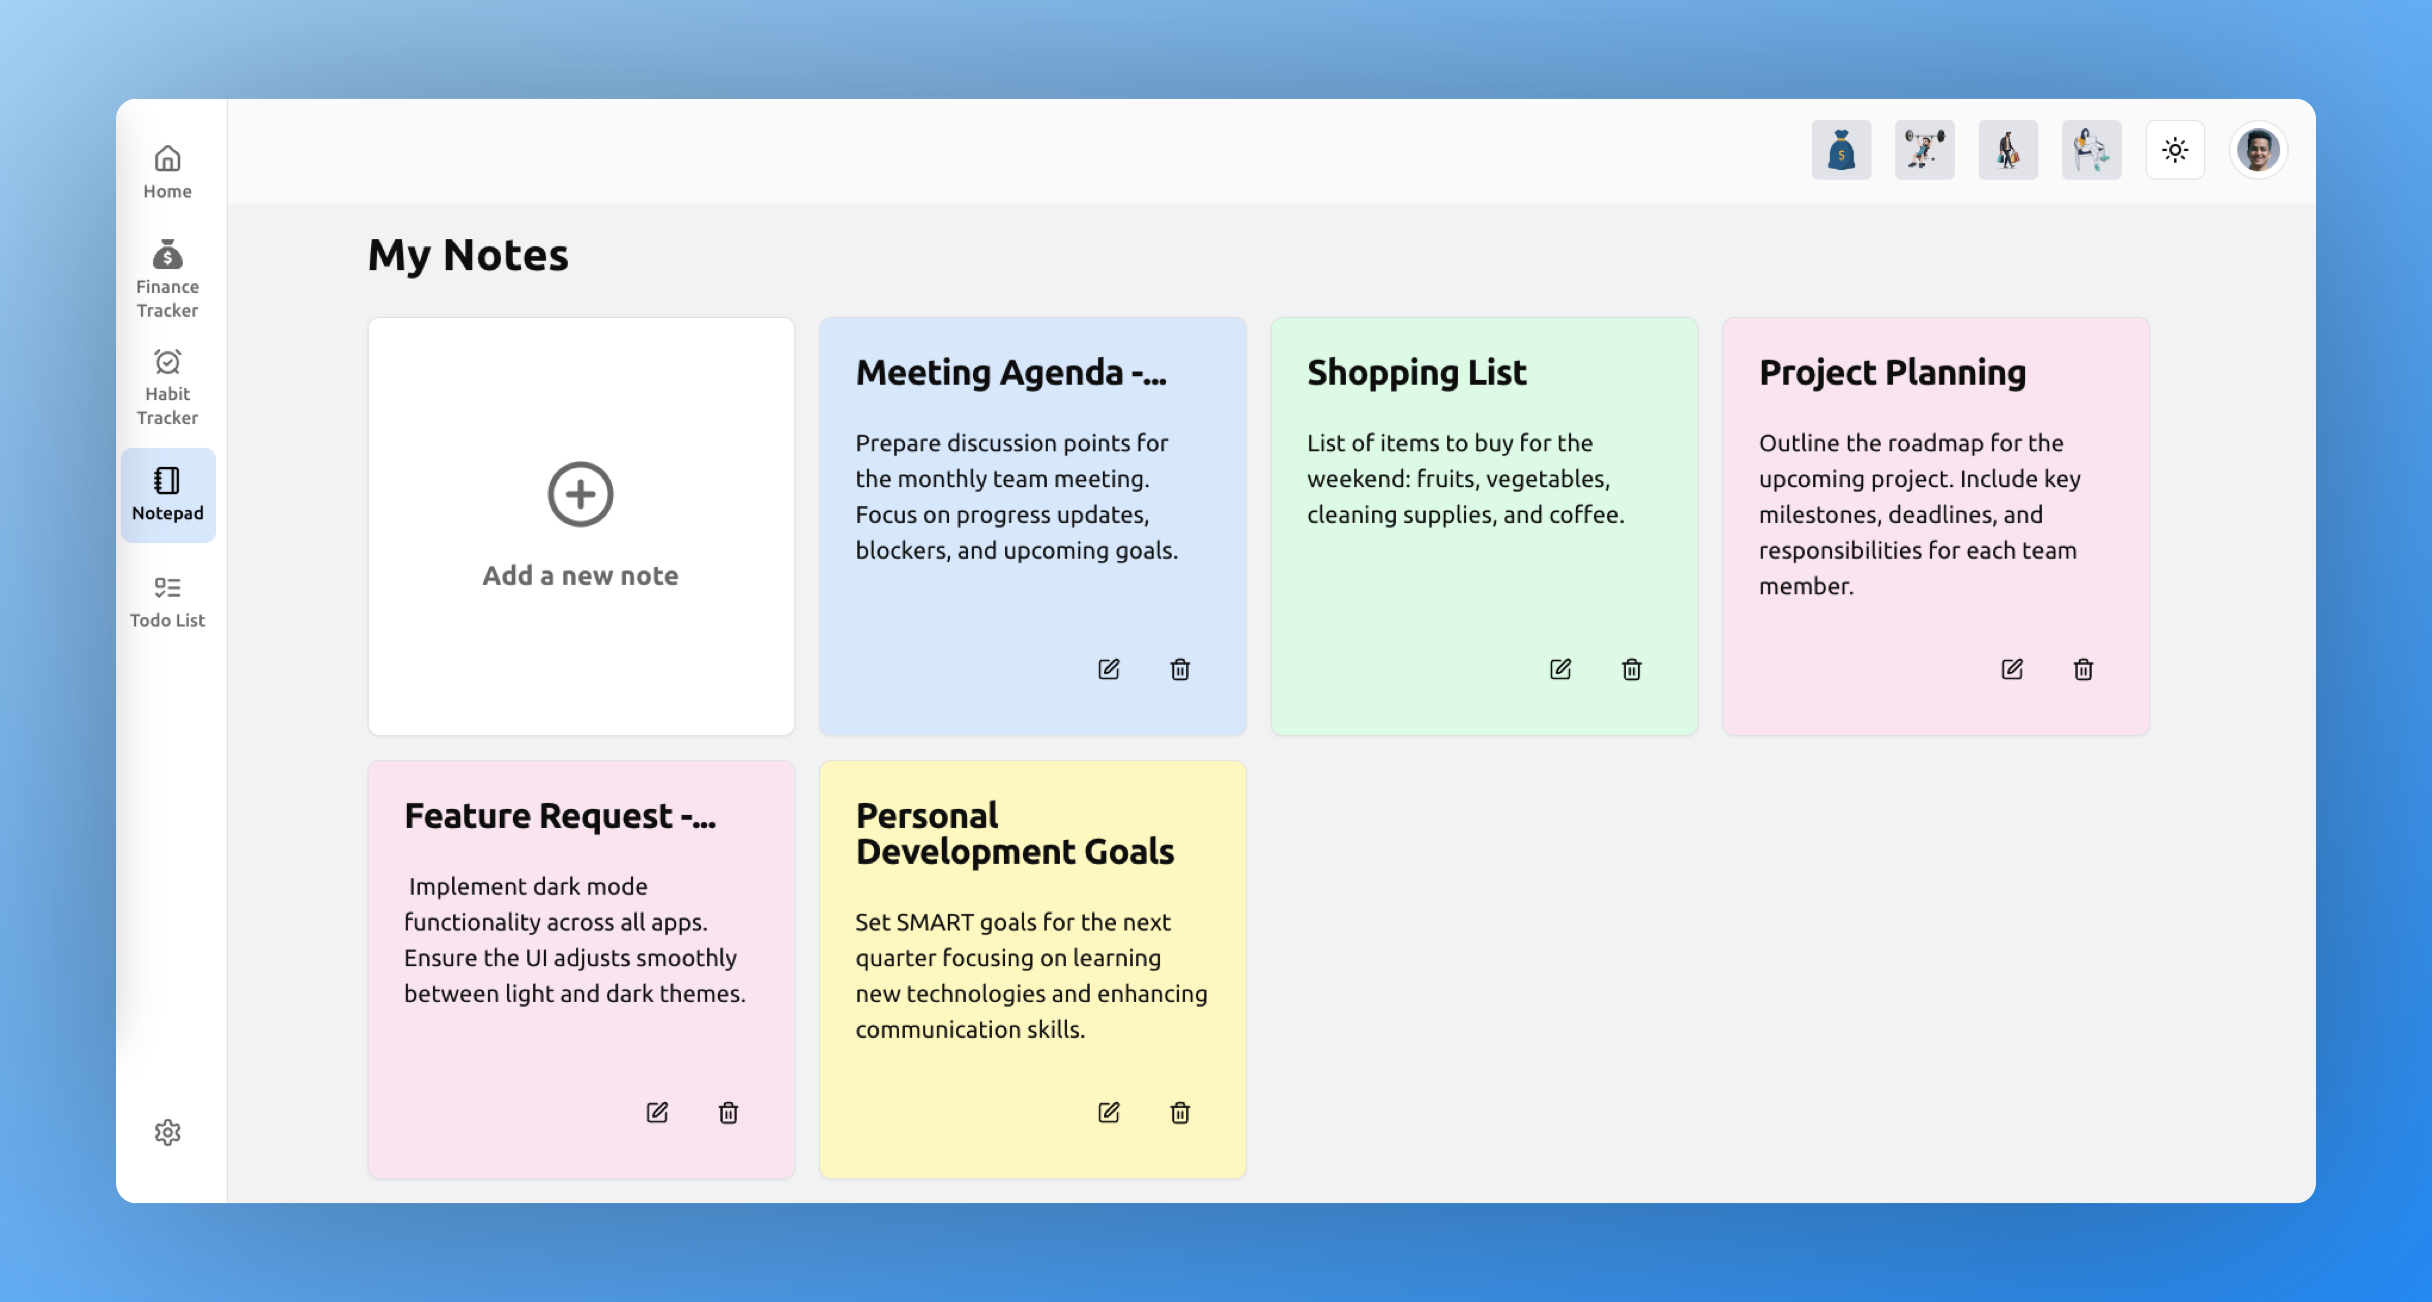 Home
Finance
Tracker
Habit
Tracker
Notepad
Todo List
My Notes
Add a new note
Meeting Agenda -...
Prepare discussion points for
the monthly team meeting.
Focus on progress updates,
blockers, and upcoming goals.
Shopping List
List of items to buy for the
weekend: fruits, vegetables,
cleaning supplies, and coffee.
Project Planning
Outline the roadmap for the
upcoming project. Include key
milestones, deadlines, and
responsibilities for each team
member.
Feature Request -...
Implement dark mode
functionality across all apps.
Ensure the UI adjusts smoothly
between light and dark themes.
Personal
Development Goals
Set SMART goals for the next
quarter focusing on learning
new technologies and enhancing
communication skills.